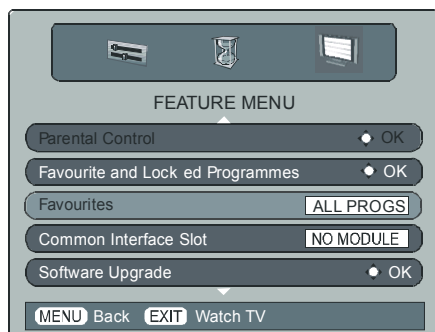 FEATURE MENU
Parental Control OK
Favourite and Lock ed Programmes OK
Favourites ALL PROGS
Common Interface Slot NO MODULE
Software Upgrade OK
MENU Back EXIT Watch TV